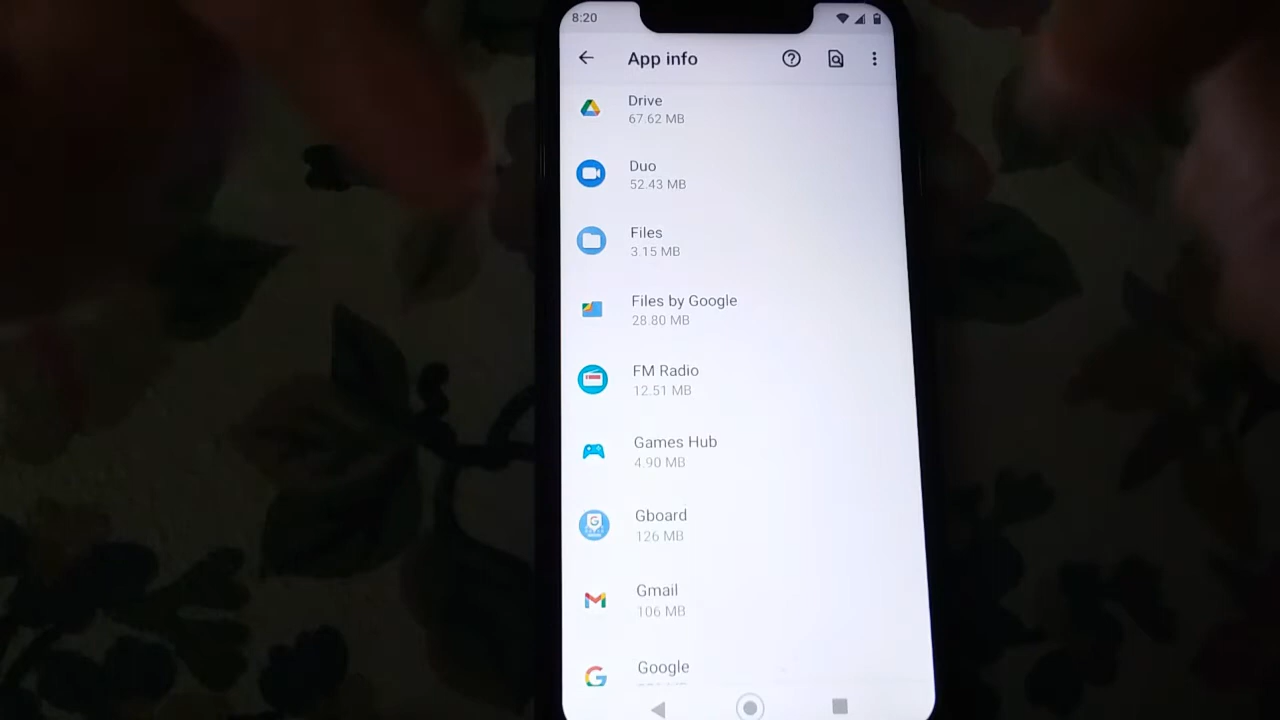 8:20
App info
Drive
67.62 MB
Duo
52.43 MB
Files
3.15 MB
Files by Google
28.80 MB
FM Radio
12.51 MB
Games Hub
4.90 MB
Gboard
126 MB
Gmail
106 MB
Google